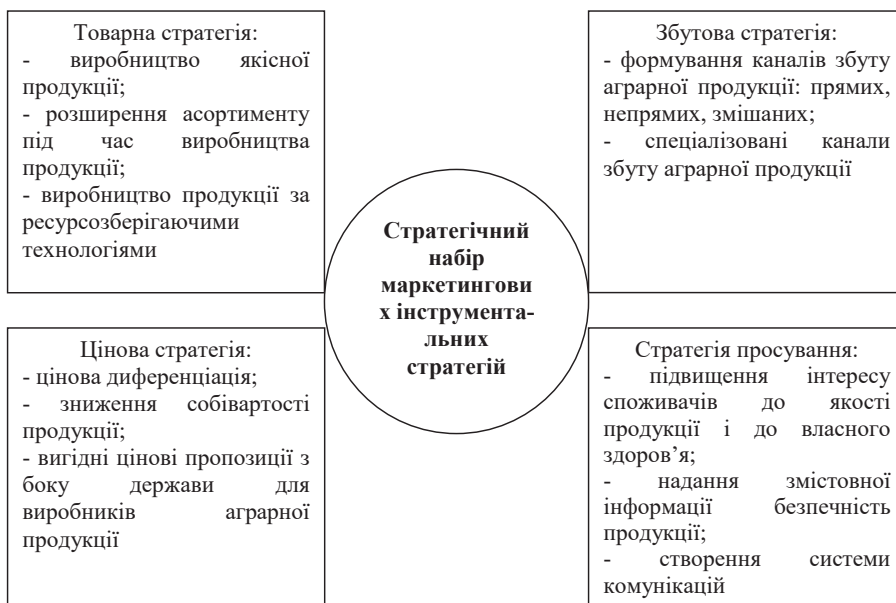 Товарна стратегія:
- виробництво якісної
продукції;
- розширення асортименту
під час виробництва
продукції;
- виробництво продукції за
ресурсозберігаючими
технологіями
Збутова стратегія:
- формування каналів збуту
аграрної продукції: прямих,
непрямих, змішаних;
- спеціалізовані канали
збуту аграрної продукції
Стратегічний
набір
маркетингови
х інструмента-
льних
стратегій
Цінова стратегія:
- цінова диференціація;
- зниження собівартості
продукції;
- вигідні цінові пропозиції з
боку держави для
виробників аграрної
продукції
Стратегія просування:
- підвищення інтересу
споживачів до якості
продукції і до власного
здоров’я;
- надання змістовної
інформації безпечність
продукції;
- створення системи
комунікацій